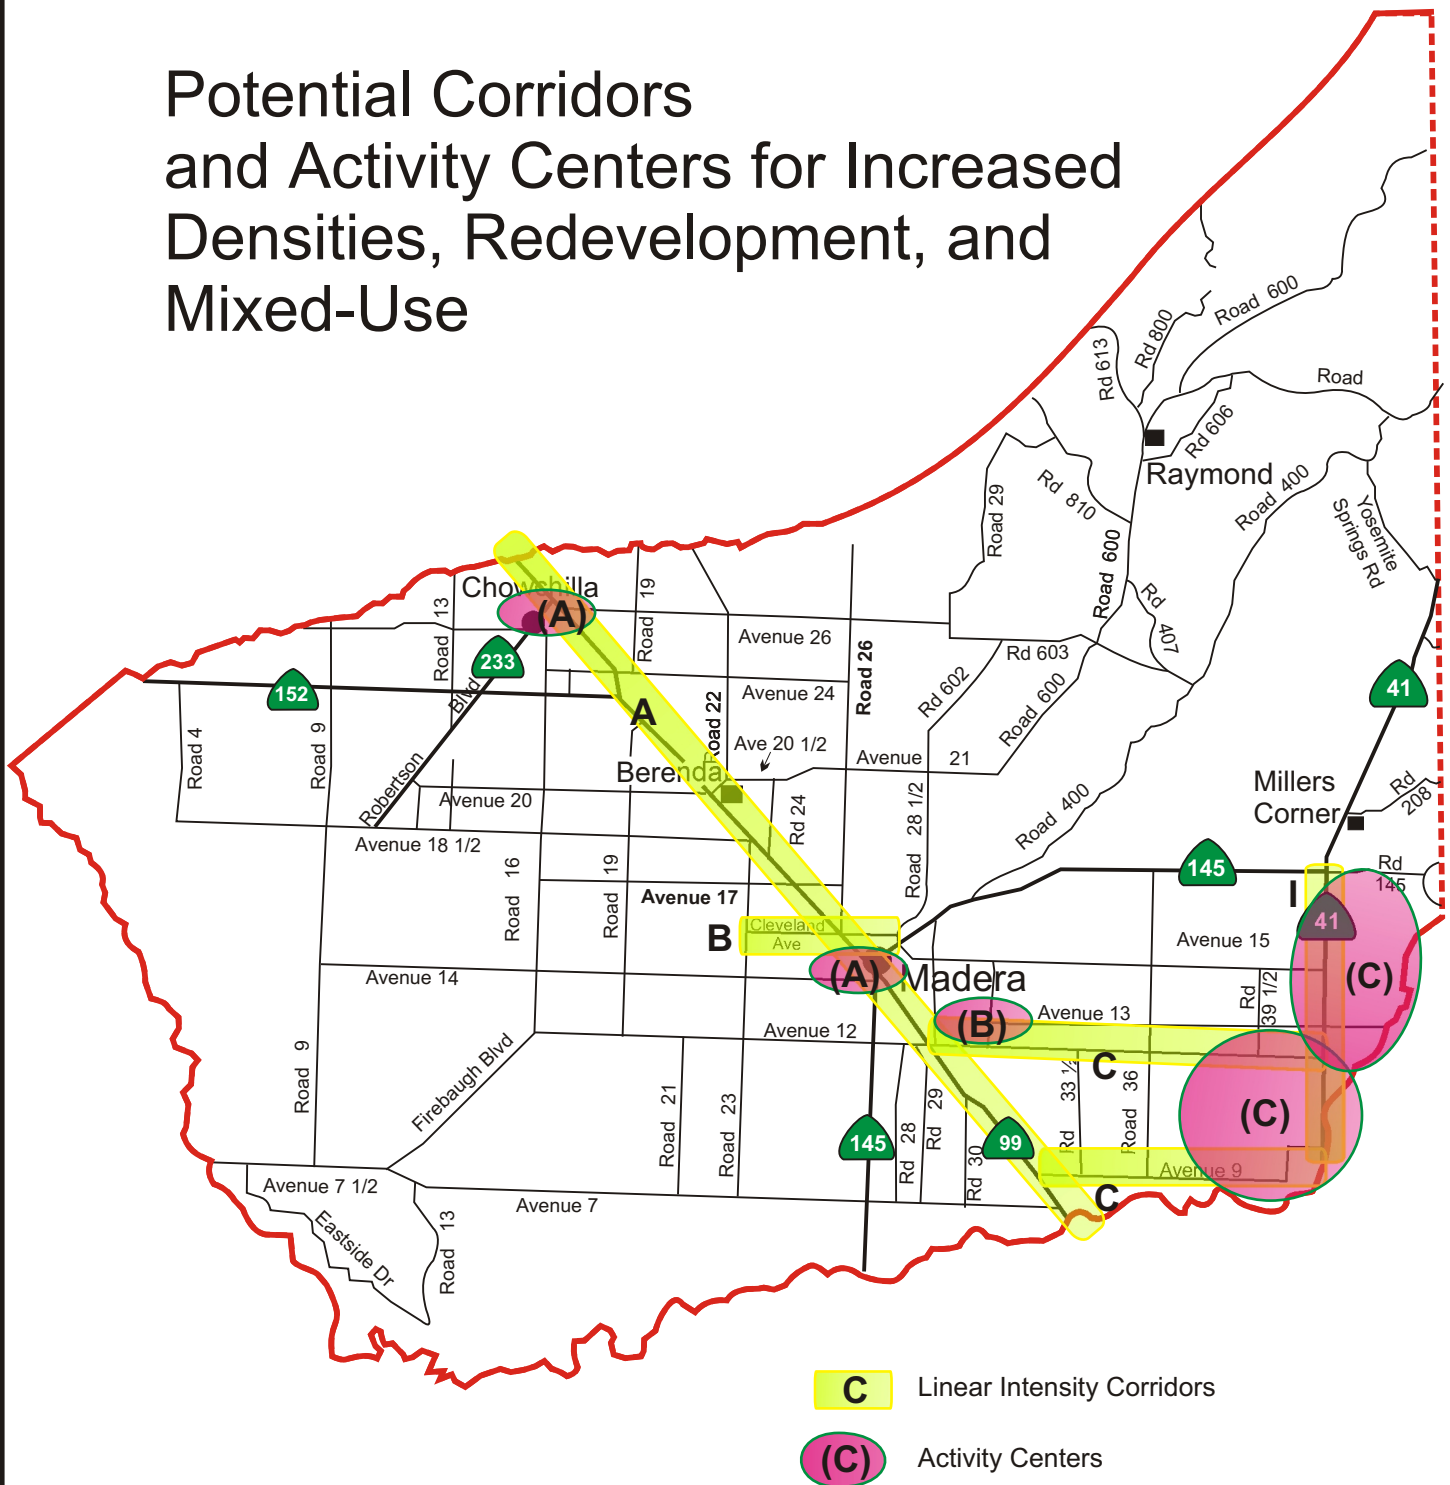 Potential Corridors
and Activity Centers for Increased
Densities, Redevelopment, and
Mixed-Use
Road 600
Rd 800
Rd 613
Road
Rd 606
Raymond
Road 400
Yosemite
Springs Rd
Rd 810
Road 29
Road 600
Rd 407
Chowchilla
(A)
Road 13
Road 19
Avenue 26
Rd 603
Road 26
Rd 602
Road 600
233
152
41
Blvd
Robertson
Avenue 24
A
Road 22
Ave 20 1/2
Avenue 21
Road 4
Road 9
Berenda
Millers
Corner
Rd
208
Avenue 20
Rd 24
Road 28 1/2
Road 400
Avenue 18 1/2
Road 16
Road 19
Avenue 17
145
Rd
145
I
41
B
Cleveland
Ave
Avenue 15
Avenue 14
(A)
Madera
(C)
Rd
39 1/2
Avenue 12
(B)
Avenue 13
C
Road 9
Firebaugh Blvd
Road 21
Road 23
145
Rd 28
Rd 29
Rd 30
99
Rd 33 ½
Road 36
(C)
Avenue 9
C
Avenue 7 1/2
Avenue 7
Eastside Dr
Road 13
C
Linear Intensity Corridors
(C)
Activity Centers